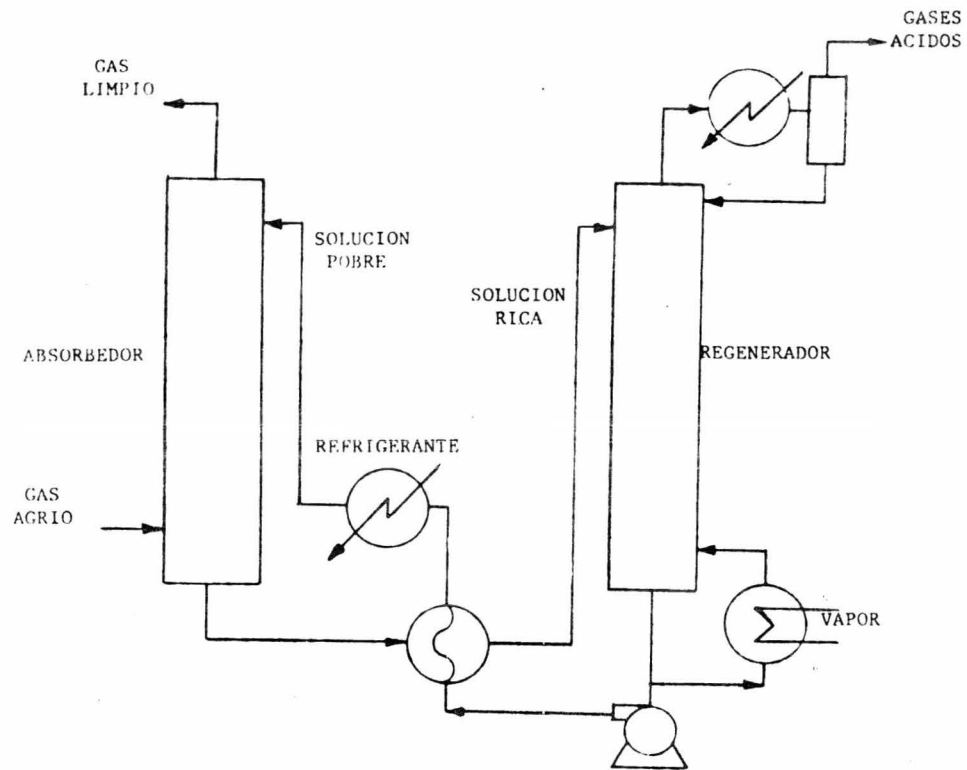 GASES
ACIDOS
GAS
LIMPIO
SOLUCION
POBRE
SOLUCION
RICA
ABSORBEDOR
REGENERADOR
REFRIGERANTE
GAS
AGRIO
VAPOR